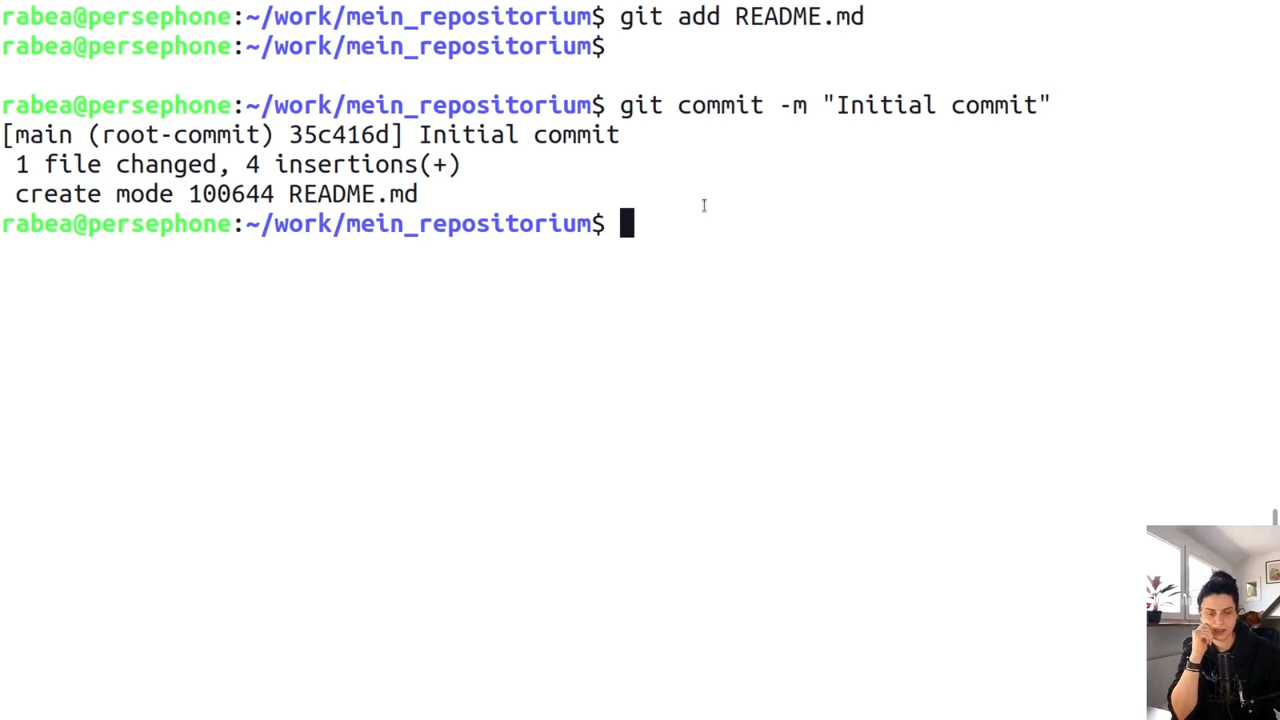 rabea@persephone:~/work/mein_repositorium$ git add README.md
rabea@persephone:~/work/mein_repositorium$
rabea@persephone:~/work/mein_repositorium$ git commit -m "Initial commit"
[main (root-commit) 35c416d] Initial commit
 1 file changed, 4 insertions(+)
 create mode 100644 README.md
rabea@persephone:~/work/mein_repositorium$